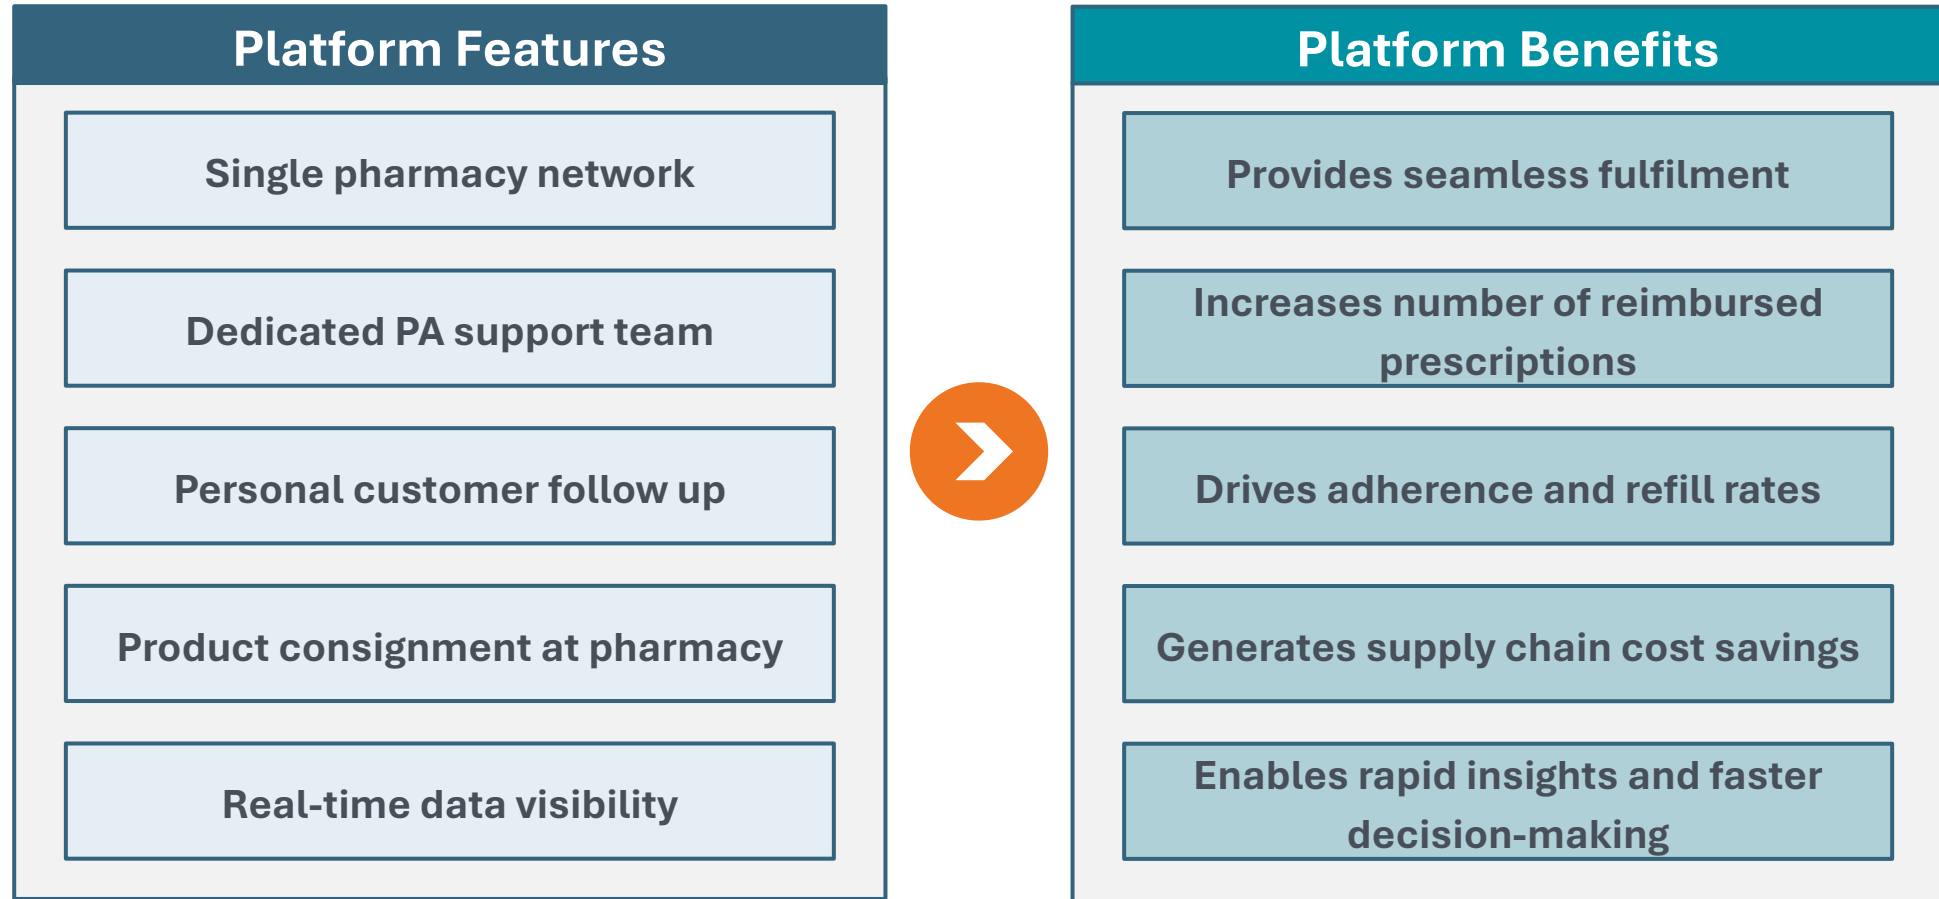 Platform Features
Single pharmacy network
Dedicated PA support team
Personal customer follow up
Product consignment at pharmacy
Real-time data visibility
Platform Benefits
Provides seamless fulfilment
Increases number of reimbursed
prescriptions
Drives adherence and refill rates
Generates supply chain cost savings
Enables rapid insights and faster
decision-making